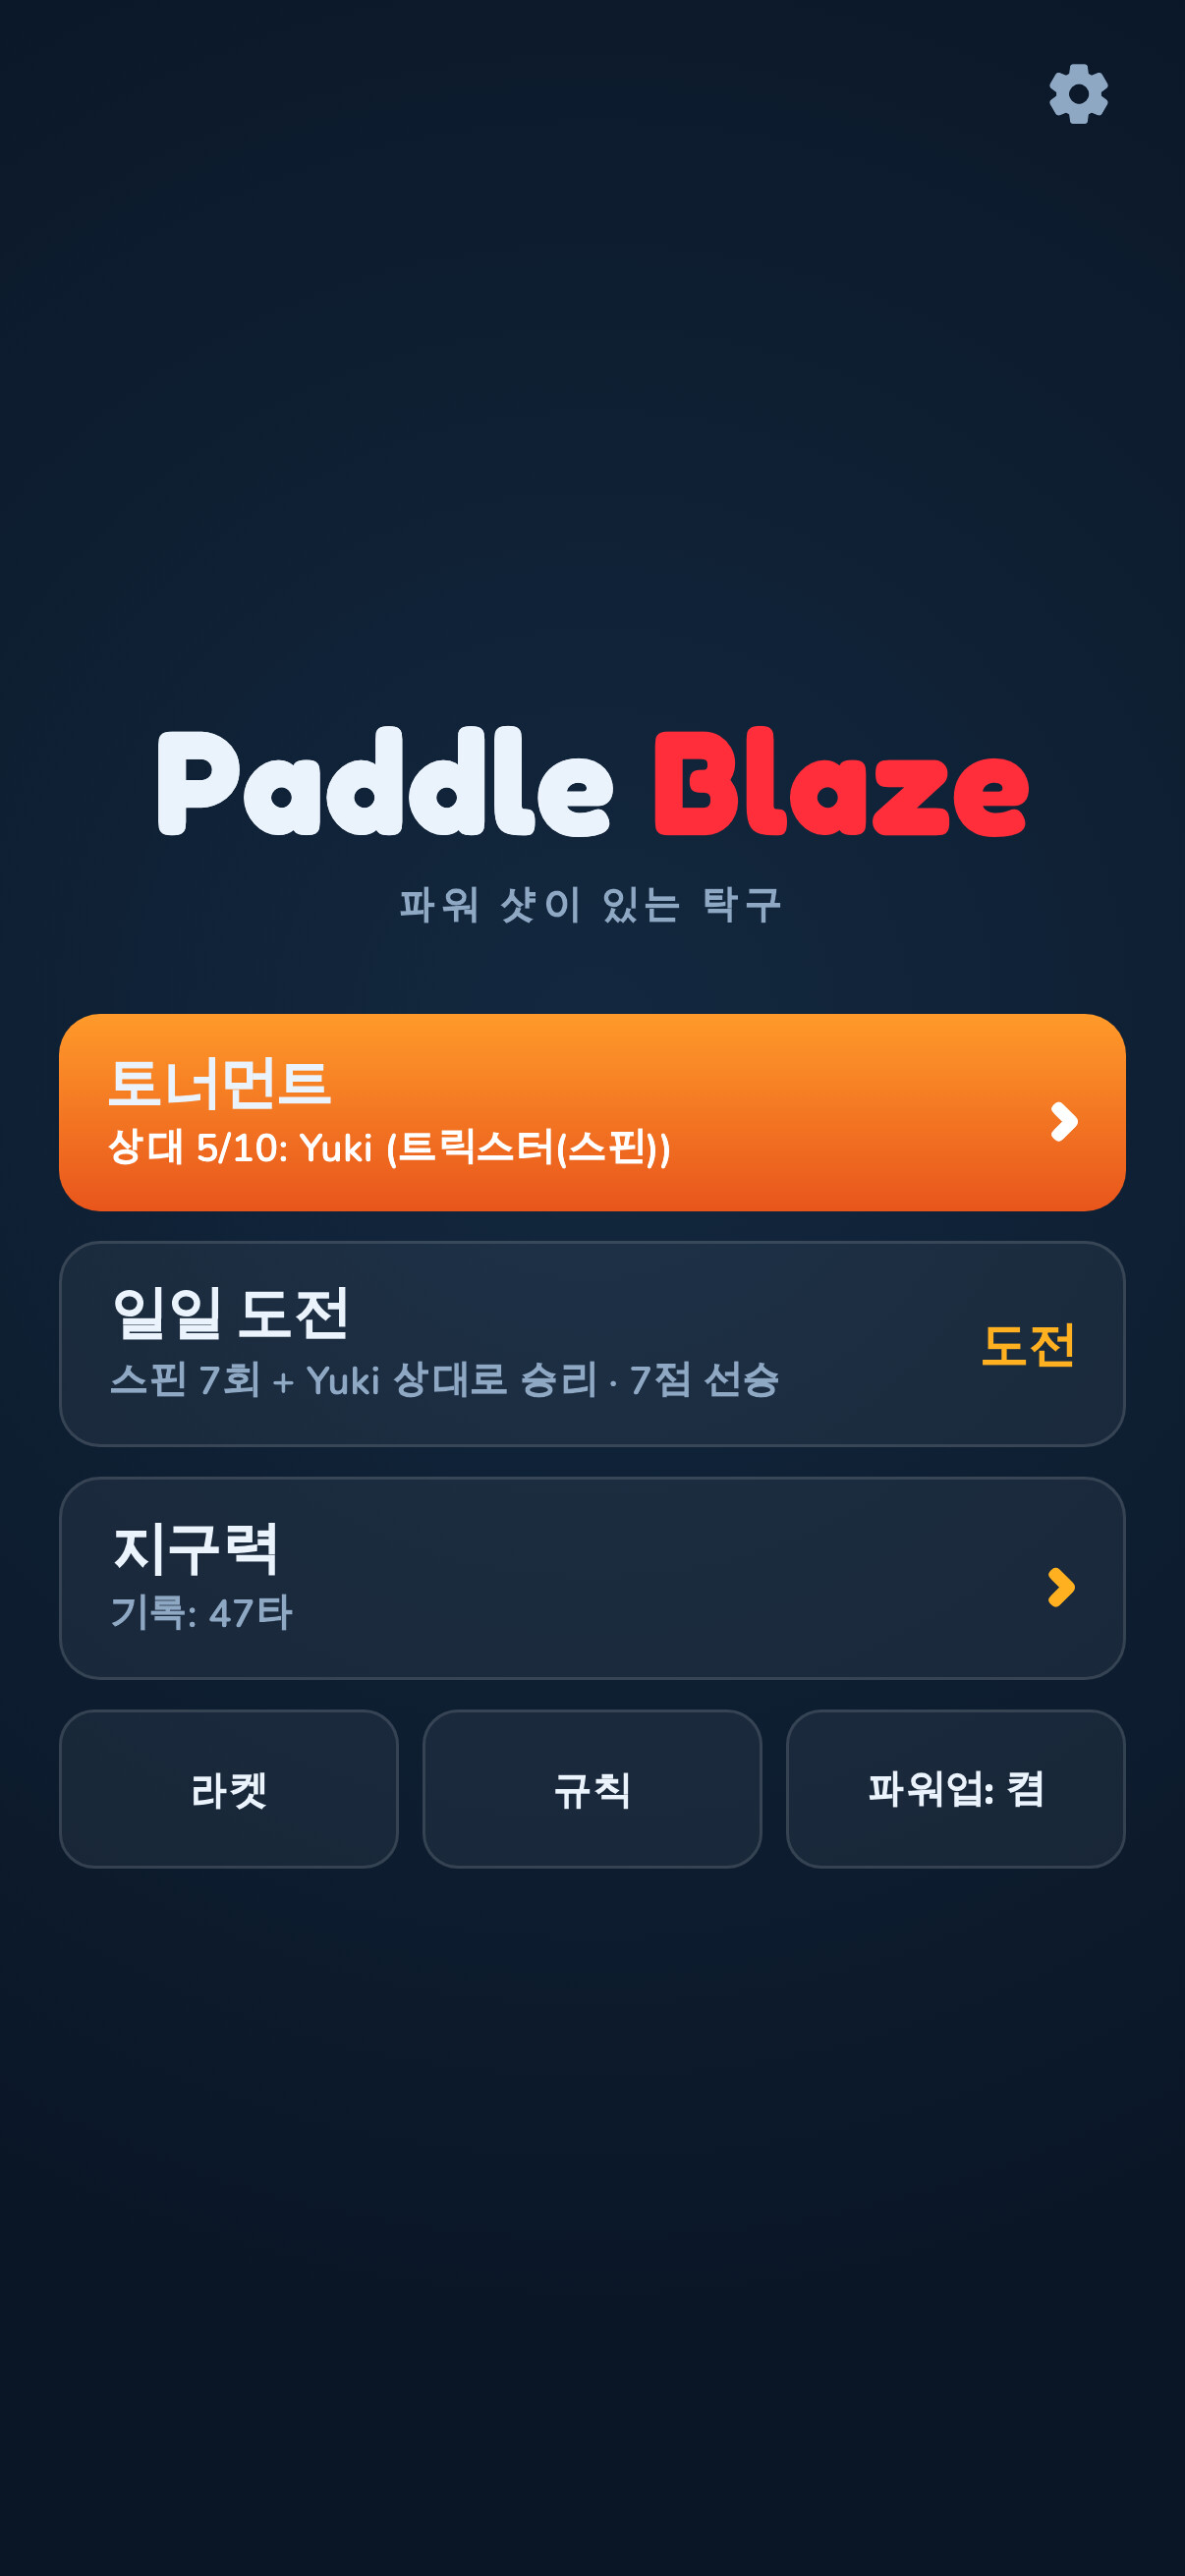 Paddle Blaze
파워 샷이 있는 탁구
토너먼트
상대 5/10: Yuki (트릭스터(스핀))
일일 도전
스핀 7회 + Yuki 상대로 승리 · 7점 선승
도전
지구력
기록: 47타
라켓
규칙
파워업: 켬